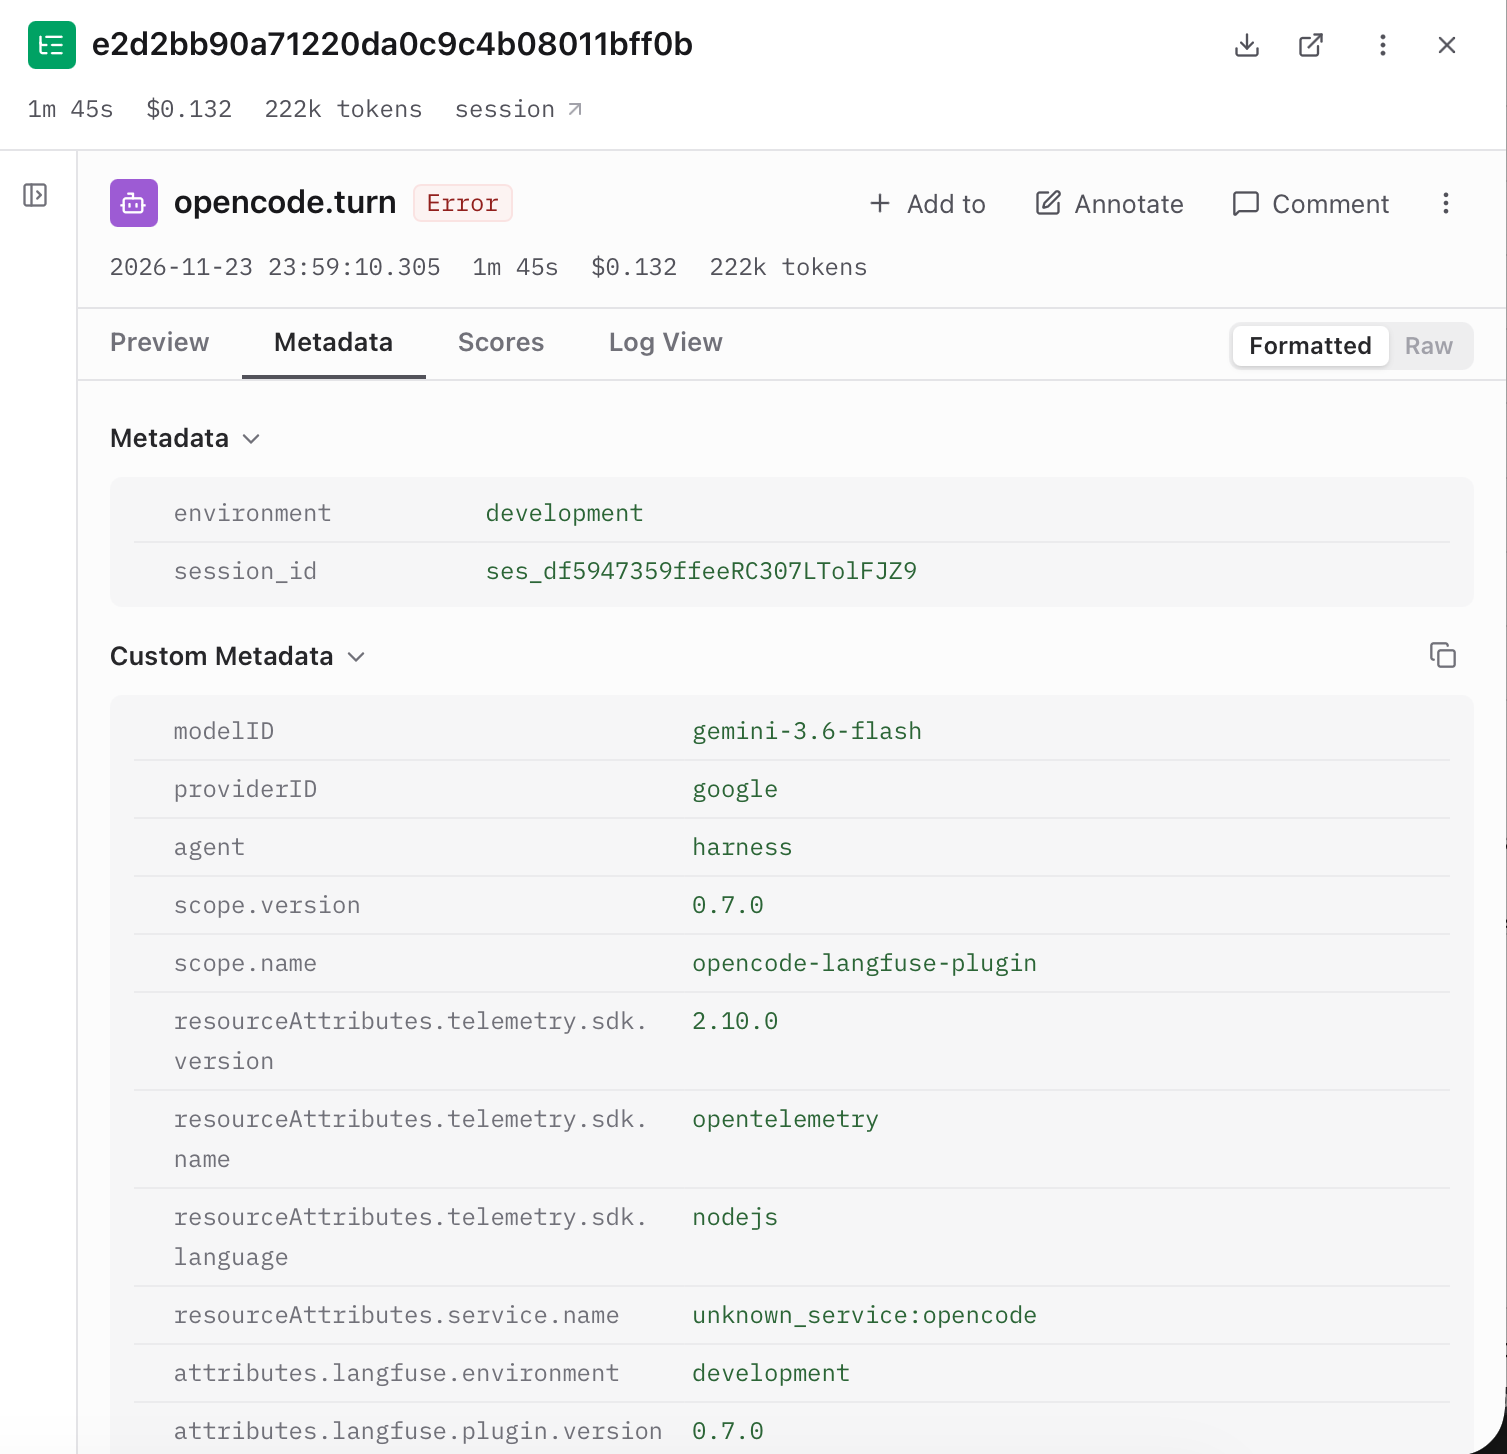 e2d2bb90a71220da0c9c4b08011bff0b
1m 45s $0.132 222k tokens session
opencode.turn Error Add to Annotate Comment
2026-11-23 23:59:10.305 1m 45s $0.132 222k tokens
Preview Metadata Scores Log View Formatted Raw
Metadata
environment development
session_id ses_df5947359ffeeRC307LTolFJZ9
Custom Metadata
modelID gemini-3.6-flash
providerID google
agent harness
scope.version 0.7.0
scope.name opencode-langfuse-plugin
resourceAttributes.telemetry.sdk. 2.10.0
version
resourceAttributes.telemetry.sdk. opentelemetry
name
resourceAttributes.telemetry.sdk. nodejs
language
resourceAttributes.service.name unknown_service:opencode
attributes.langfuse.environment development
attributes.langfuse.plugin.version 0.7.0